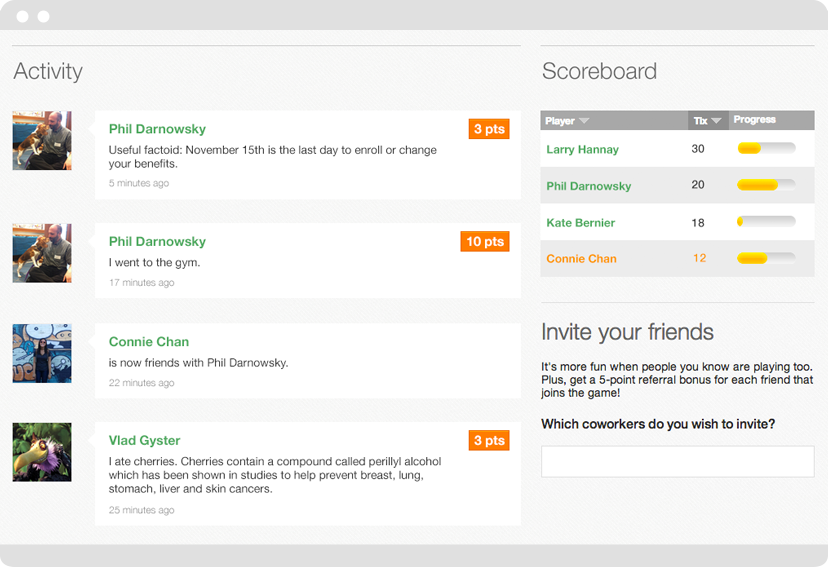 Activity
Phil Darnowsky
3 pts
Useful factoid: November 15th is the last day to enroll or change
your benefits.
5 minutes ago
Phil Darnowsky
10 pts
I went to the gym.
17 minutes ago
Connie Chan
is now friends with Phil Darnowsky.
22 minutes ago
Vlad Gyster
3 pts
I ate cherries. Cherries contain a compound called perillyl alcohol
which has been shown in studies to help prevent breast, lung,
stomach, liver and skin cancers.
25 minutes ago
Scoreboard
Player Tix Progress
Larry Hannay 30
Phil Darnowsky 20
Kate Bernier 18
Connie Chan 12
Invite your friends
It's more fun when people you know are playing too.
Plus, get a 5-point referral bonus for each friend that
joins the game!
Which coworkers do you wish to invite?